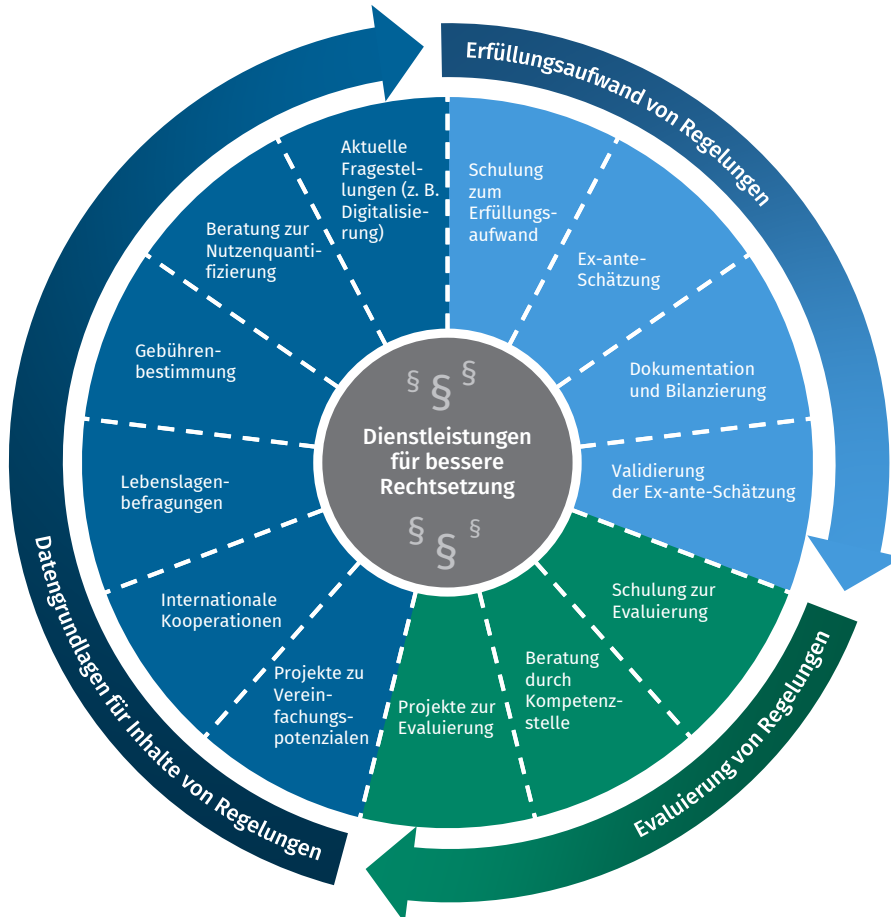 Erfüllungsaufwand von Regelungen
Schulung
zum
Erfüllungs-
aufwand
Ex-ante-
Schätzung
Dokumentation
und Bilanzierung
Validierung
der Ex-ante-Schätzung
Evaluierung von Regelungen
Schulung zur
Evaluierung
Beratung
durch
Kompetenz-
stelle
Projekte zur
Evaluierung
Datengrundlagen für Inhalte von Regelungen
Projekte zu
Verein-
fachungs-
potenzialen
Internationale
Kooperationen
Lebenslagen-
befragungen
Gebühren-
bestimmung
Beratung zur
Nutzenquanti-
fizierung
Aktuelle
Fragestel-
lungen (z. B.
Digitalisie-
rung)
§ § §
Dienstleistungen
für bessere
Rechtsetzung
§ § §